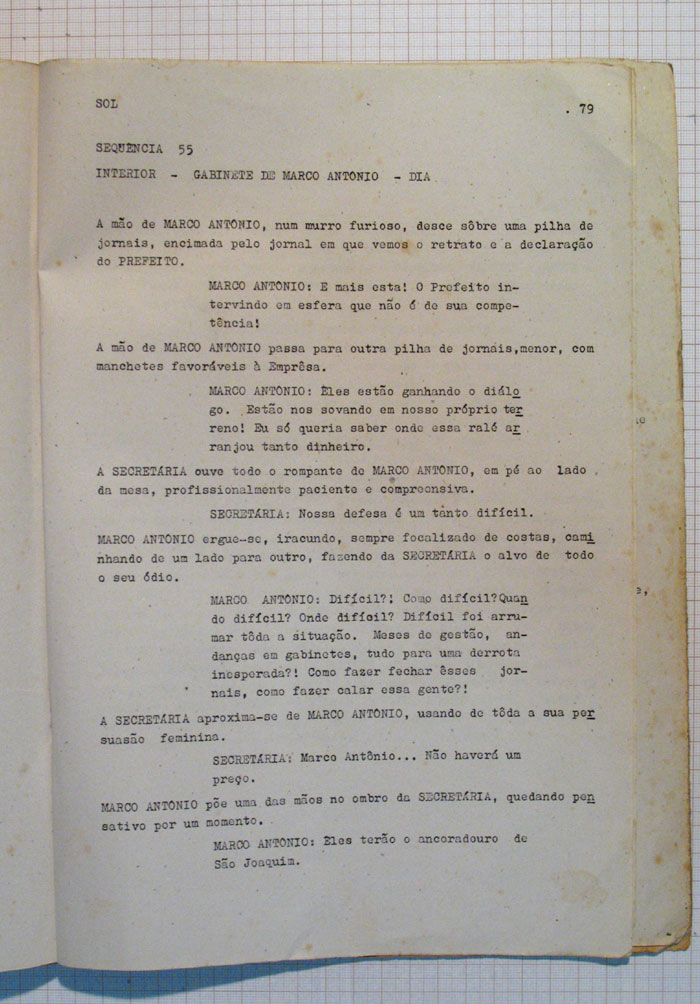 SOL
. 79
SEQUÊNCIA 55
INTERIOR - GABINETE DE MARCO ANTÔNIO - DIA
A mão de MARCO ANTÔNIO, num murro furioso, desce sôbre uma pilha de
jornais, encimada pelo jornal em que vemos o retrato e a declaração
do PREFEITO.
MARCO ANTÔNIO: E mais esta! O Prefeito in-
tervindo em esfera que não é de sua compe-
tência!
A mão de MARCO ANTÔNIO passa para outra pilha de jornais,menor, com
manchetes favoráveis à Emprêsa.
MARCO ANTÔNIO: Êles estão ganhando o diálo
go. Estão nos sovando em nosso próprio ter
reno! Eu só queria saber onde essa ralé ar
ranjou tanto dinheiro.
A SECRETÁRIA ouve todo o rompante de MARCO ANTÔNIO, em pé ao lado
da mesa, profissionalmente paciente e compreensiva.
SECRETÁRIA: Nossa defesa é um tanto difícil.
MARCO ANTÔNIO ergue-se, iracundo, sempre focalizado de costas, cami
nhando de um lado para outro, fazendo da SECRETÁRIA o alvo de todo
o seu ódio.
MARCO ANTÔNIO: Difícil?! Como difícil?Quan
do difícil? Onde difícil? Difícil foi arru-
mar tôda a situação. Meses de gestão, an-
danças em gabinetes, tudo para uma derrota
inesperada?! Como fazer fechar êsses jor-
nais, como fazer calar essa gente?!
A SECRETÁRIA aproxima-se de MARCO ANTÔNIO, usando de tôda a sua per
suasão feminina.
SECRETÁRIA: Marco Antônio... Não haverá um
preço.
MARCO ANTÔNIO põe uma das mãos no ombro da SECRETÁRIA, quedando pen
sativo por um momento.
MARCO ANTÔNIO: Êles terão o ancoradouro de
São Joaquim.